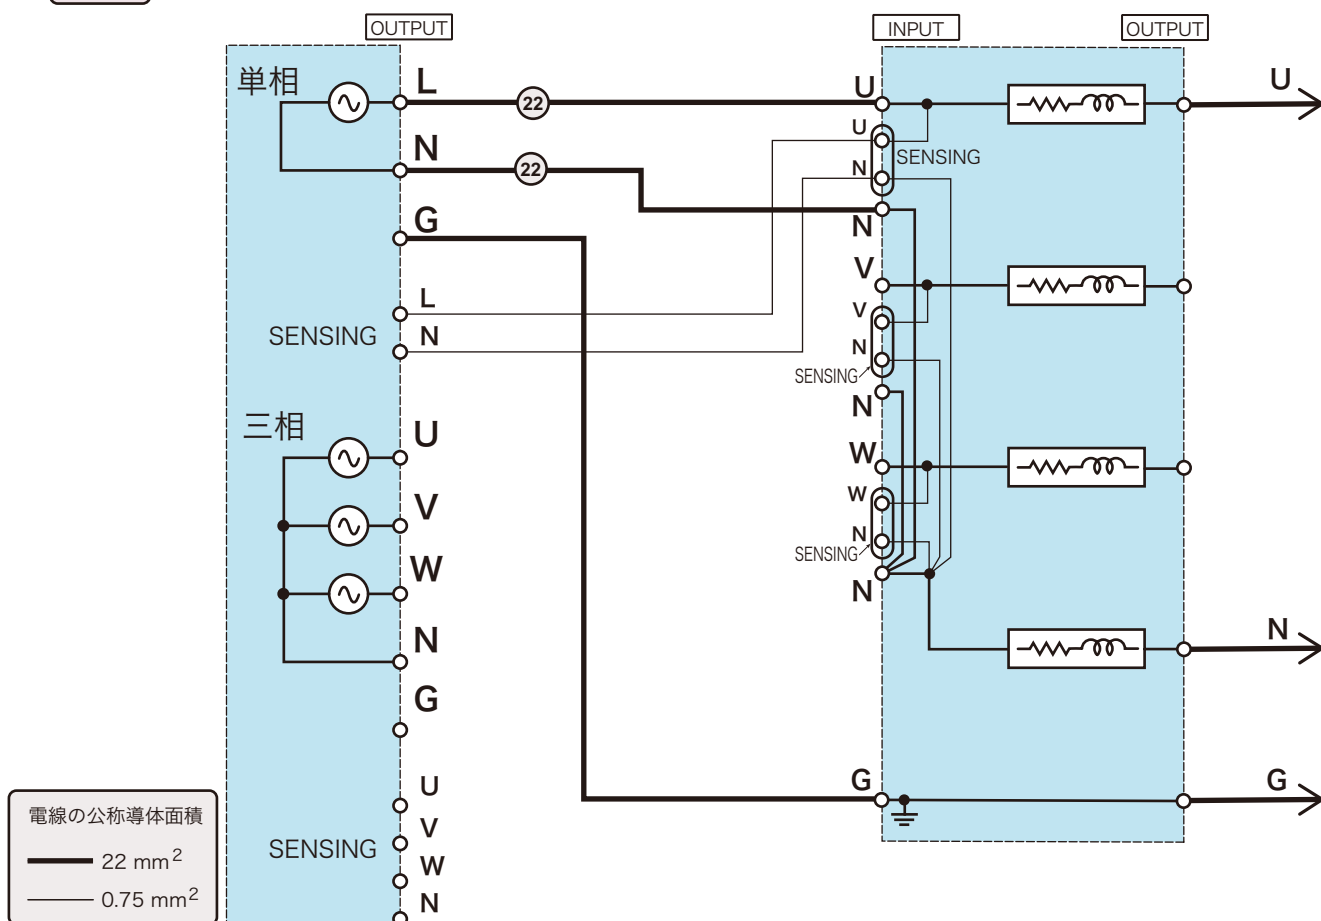 OUTPUT
INPUT
OUTPUT
単相
L
22
U
U
U
SENSING
N
22
N
N
G
V
V
L
SENSING
N
N
SENSING
N
三相
U
W
W
V
N
SENSING
W
N
N
N
G
G
G
U
電線の公称導体面積
V
SENSING
22 mm²
W
0.75 mm²
N